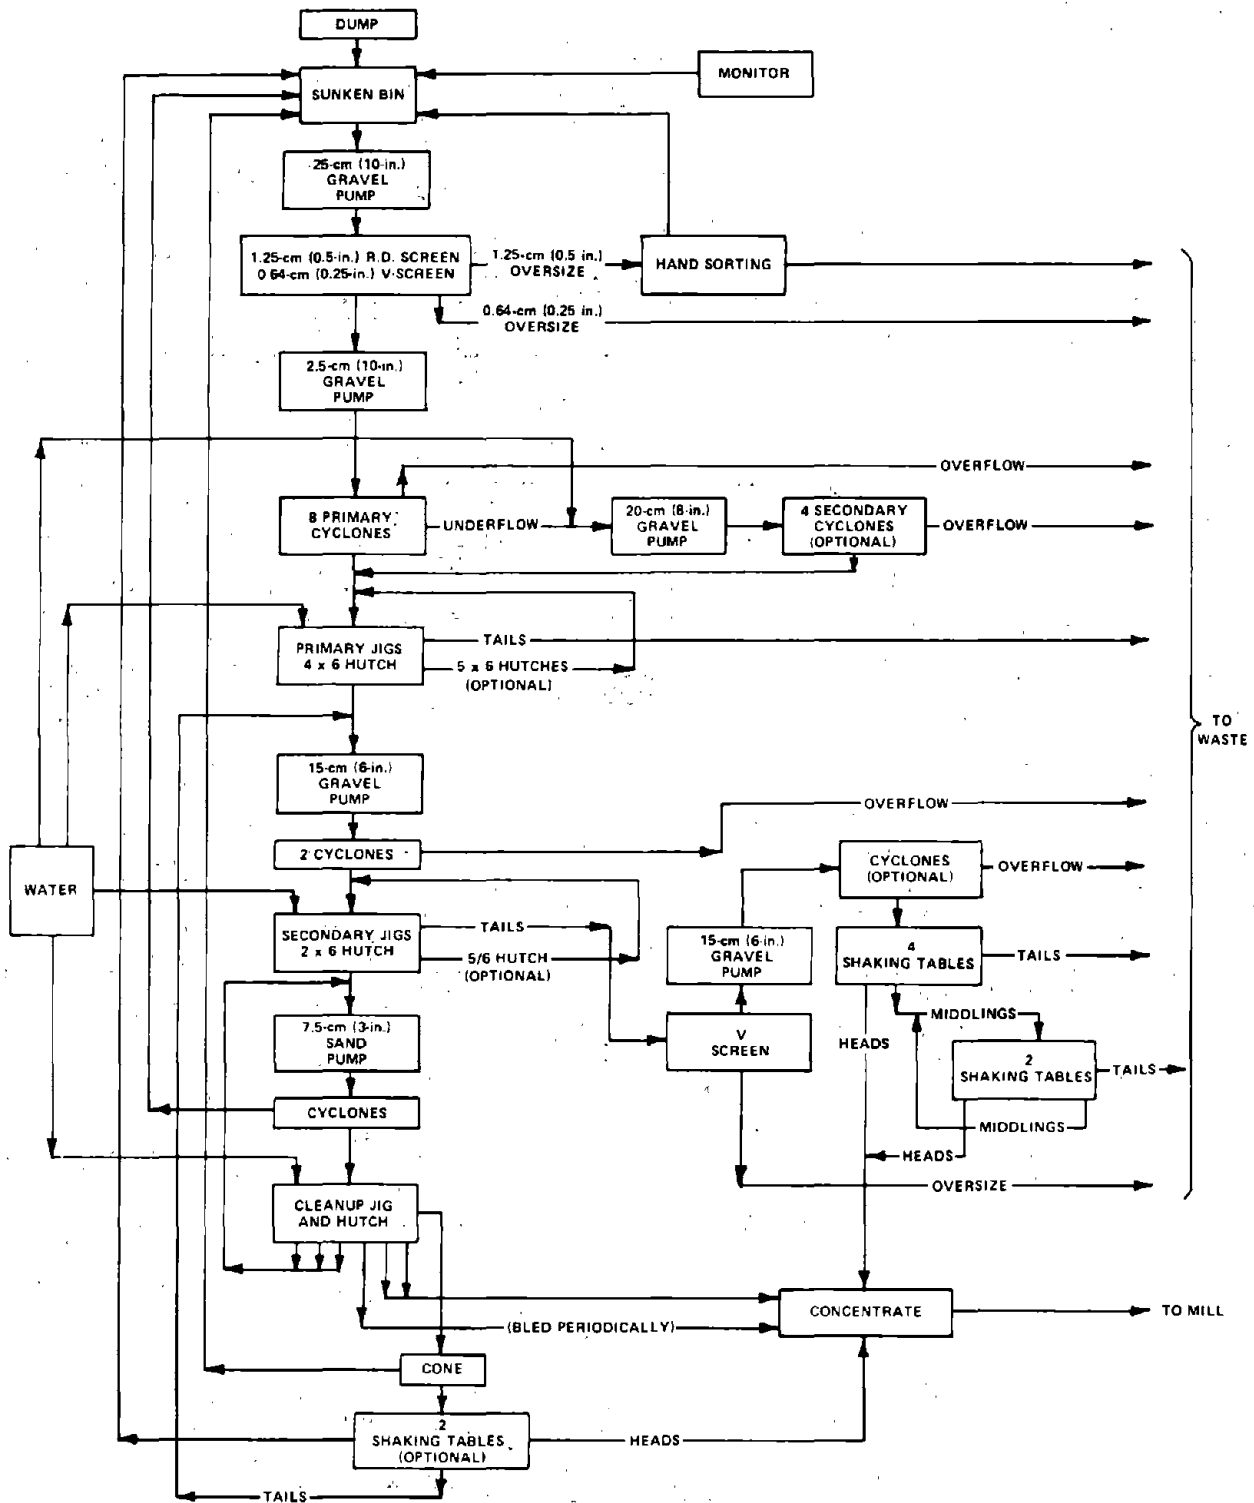 DUMP
MONITOR
SUNKEN BIN
25-cm (10-in.)
GRAVEL
PUMP
1.25-cm (0.5-in.) R.D. SCREEN
0.64-cm (0.25-in.) V-SCREEN
1.25-cm (0.5 in.)
OVERSIZE
HAND SORTING
0.64-cm (0.25 in.)
OVERSIZE
2.5-cm (10-in.)
GRAVEL
PUMP
OVERFLOW
8 PRIMARY
CYCLONES
UNDERFLOW
20-cm (8-in.)
GRAVEL
PUMP
4 SECONDARY
CYCLONES
(OPTIONAL)
OVERFLOW
PRIMARY JIGS
4 x 6 HUTCH
TAILS
5 x 6 HUTCHES
(OPTIONAL)
TO
WASTE
15-cm (6-in.)
GRAVEL
PUMP
OVERFLOW
2 CYCLONES
CYCLONES
(OPTIONAL)
OVERFLOW
WATER
SECONDARY JIGS
2 x 6 HUTCH
TAILS
5/6 HUTCH
(OPTIONAL)
15-cm (6-in.)
GRAVEL
PUMP
4
SHAKING TABLES
TAILS
MIDDLINGS
7.5-cm (3-in.)
SAND
PUMP
V
SCREEN
HEADS
2
SHAKING TABLES
TAILS
CYCLONES
MIDDLINGS
HEADS
OVERSIZE
CLEANUP JIG
AND HUTCH
CONCENTRATE
TO MILL
(BLED PERIODICALLY)
CONE
2
SHAKING TABLES
(OPTIONAL)
HEADS
TAILS